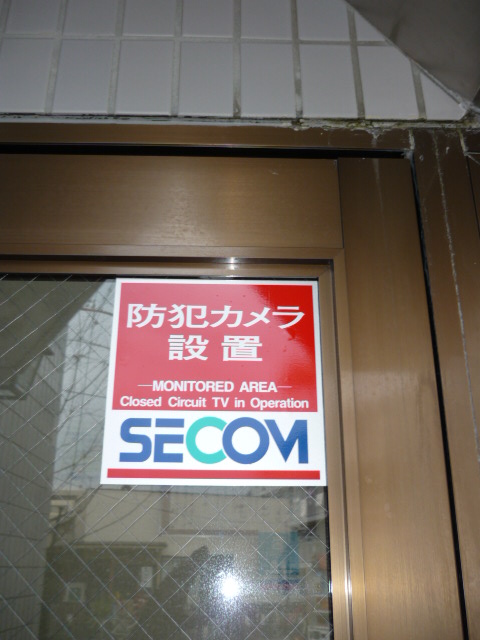 防犯カメラ
設置
—MONITORED AREA—
Closed Circuit TV in Operation
SECOM